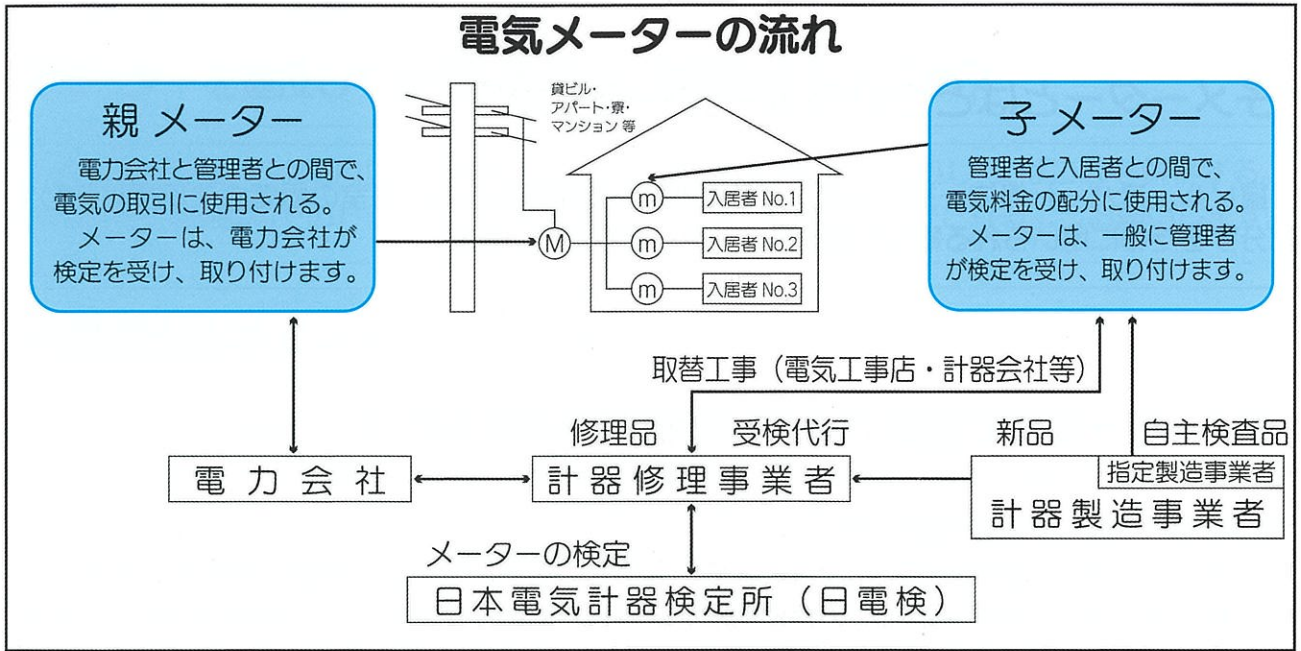 電気メーターの流れ
親 メーター
電力会社と管理者との間で、
電気の取引に使用される。
メーターは、電力会社が
検定を受け、取り付けます。
貸ビル・
アパート・寮・
マンション 等
M
m
入居者 No.1
m
入居者 No.2
m
入居者 No.3
子 メーター
管理者と入居者との間で、
電気料金の配分に使用される。
メーターは、一般に管理者
が検定を受け、取り付けます。
取替工事（電気工事店・計器会社等）
修理品 受検代行
新品 自主検査品
電力会社
計器修理事業者
指定製造事業者
計器製造事業者
メーターの検定
日本電気計器検定所（日電検）